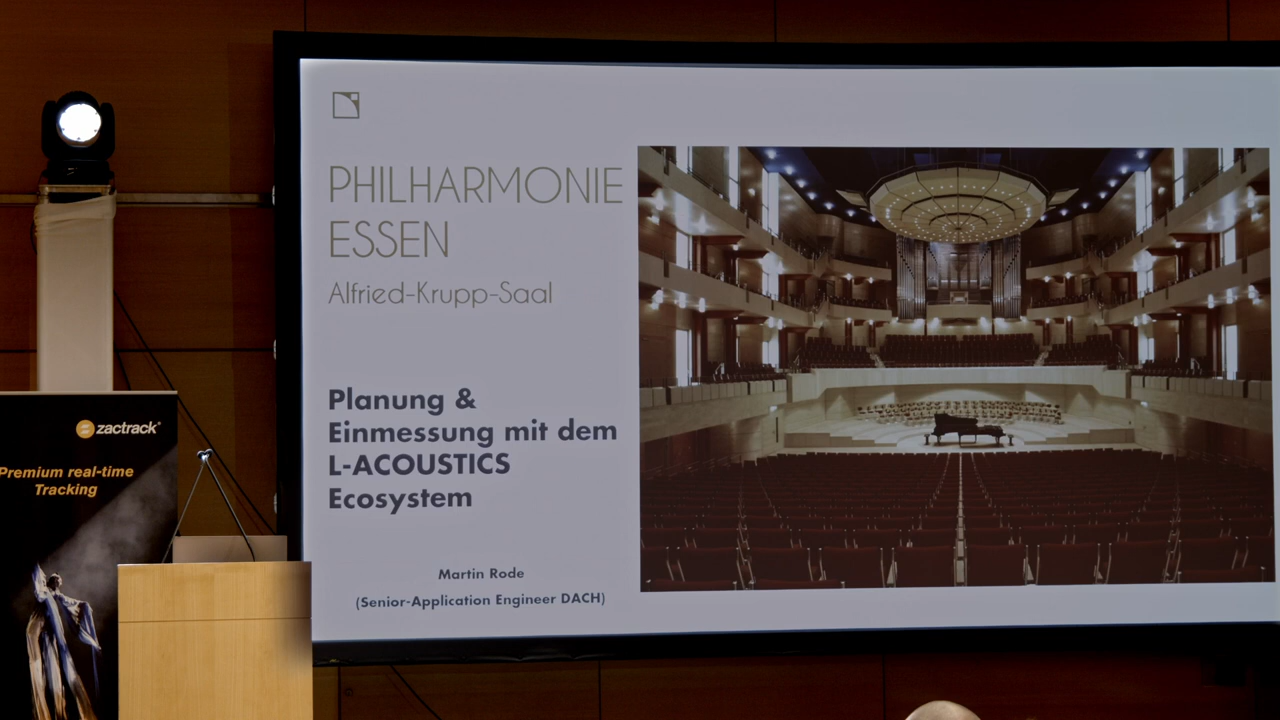 PHILHARMONIE
ESSEN
Alfried-Krupp-Saal
Planung &
Einmessung mit dem
L-ACOUSTICS
Ecosystem
Martin Rode
(Senior-Application Engineer DACH)
zactrack®
Premium real-time
Tracking